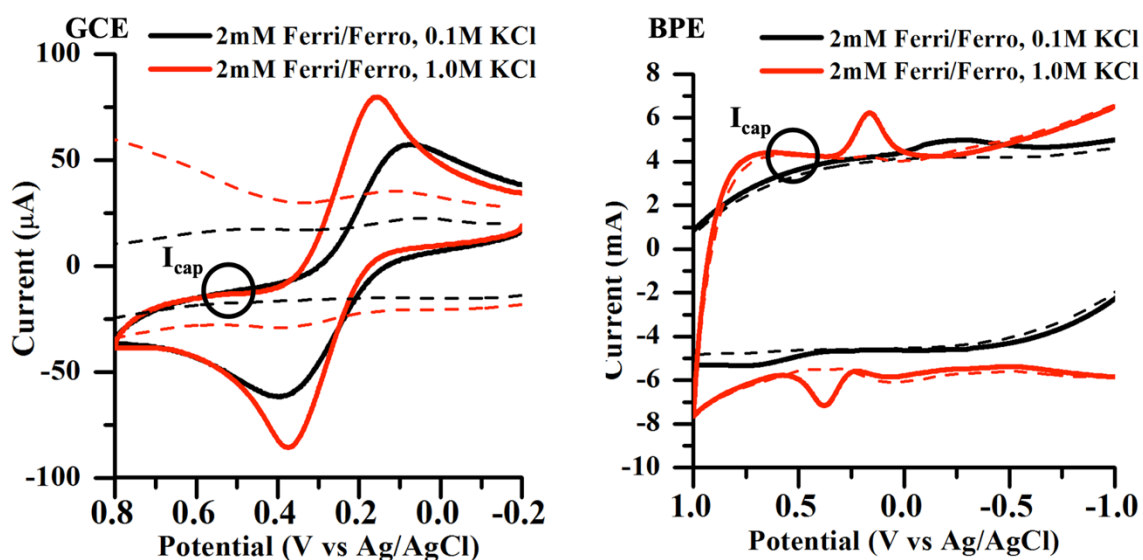 GCE
2mM Ferri/Ferro, 0.1M KCl
2mM Ferri/Ferro, 1.0M KCl
100
50
0
-50
-100
Current (μA)
I_cap
0.8 0.6 0.4 0.2 0.0 -0.2
Potential (V vs Ag/AgCl)
BPE
2mM Ferri/Ferro, 0.1M KCl
2mM Ferri/Ferro, 1.0M KCl
8
6
4
2
0
-2
-4
-6
-8
-10
Current (mA)
I_cap
1.0 0.5 0.0 -0.5 -1.0
Potential (V vs Ag/AgCl)